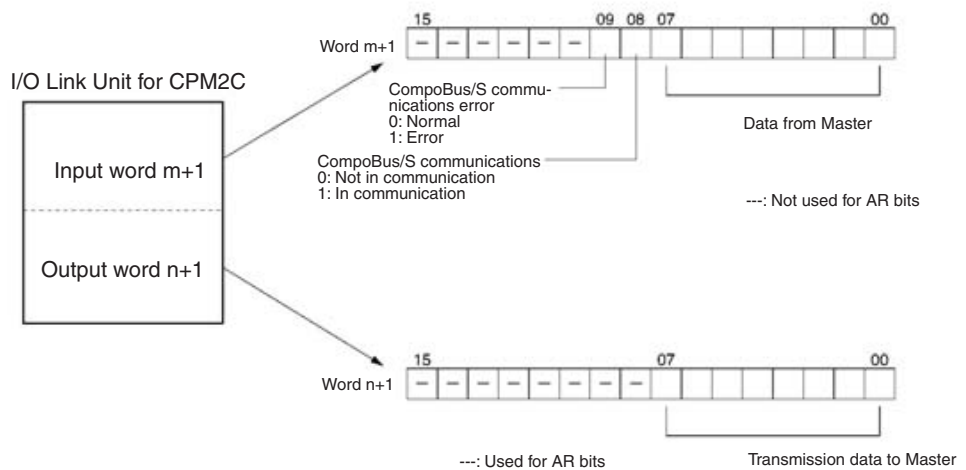 15 09 08 07 00
Word m+1
– – – – – –
I/O Link Unit for CPM2C
Input word m+1
Output word n+1
CompoBus/S commu-
nications error
0: Normal
1: Error
CompoBus/S communications
0: Not in communication
1: In communication
Data from Master
---: Not used for AR bits
15 07 00
Word n+1
– – – – – – – –
Transmission data to Master
---: Used for AR bits